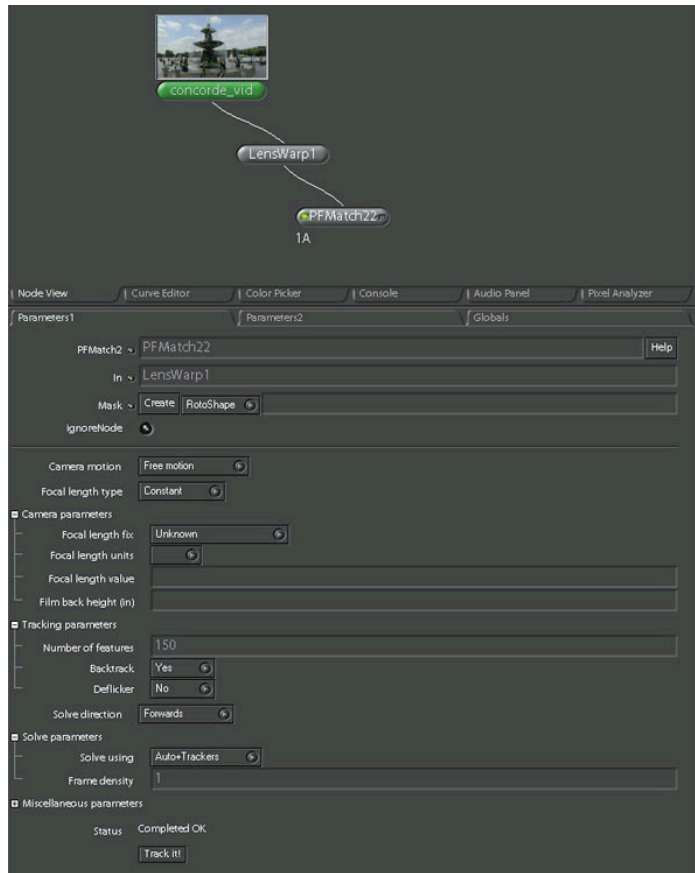 concorde_vid
LensWarp1
PFMatch22
1A
Node View Curve Editor Color Picker Console Audio Panel Pixel Analyzer
Parameters1 Parameters2 Globals
PFMatch2 PFMatch22 Help
In LensWarp1
Mask Create RotoShape
ignoreNode
Camera motion Free motion
Focal length type Constant
Camera parameters
Focal length fix Unknown
Focal length units
Focal length value
Film back height (in)
Tracking parameters
Number of features 150
Backtrack Yes
Deflicker No
Solve direction Forwards
Solve parameters
Solve using Auto+Trackers
Frame density 1
Miscellaneous parameters
Status Completed OK
Track it!